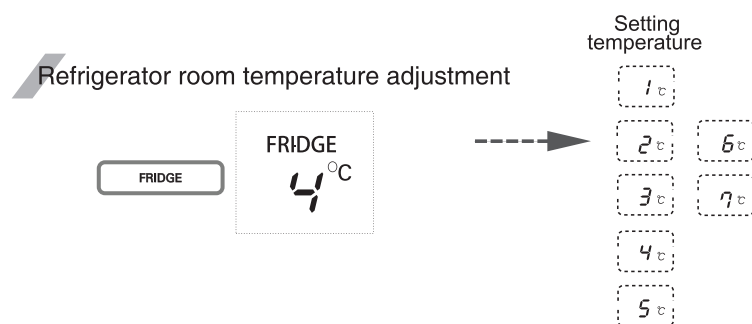 Setting
temperature
Refrigerator room temperature adjustment
FRIDGE
FRIDGE
4 °C
1 ℃
2 ℃
3 ℃
4 ℃
5 ℃
6 ℃
7 ℃